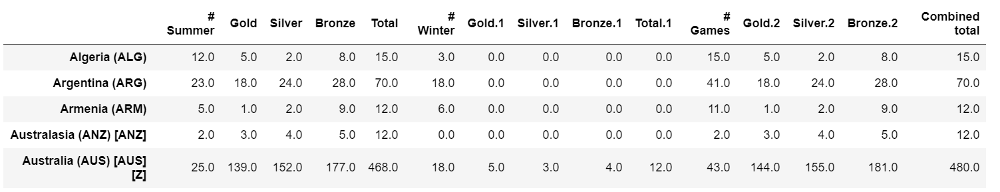 # Summer Gold Silver Bronze Total # Winter Gold.1 Silver.1 Bronze.1 Total.1 # Games Gold.2 Silver.2 Bronze.2 Combined total
Algeria (ALG) 12.0 5.0 2.0 8.0 15.0 3.0 0.0 0.0 0.0 0.0 15.0 5.0 2.0 8.0 15.0
Argentina (ARG) 23.0 18.0 24.0 28.0 70.0 18.0 0.0 0.0 0.0 0.0 41.0 18.0 24.0 28.0 70.0
Armenia (ARM) 5.0 1.0 2.0 9.0 12.0 6.0 0.0 0.0 0.0 0.0 11.0 1.0 2.0 9.0 12.0
Australasia (ANZ) [ANZ] 2.0 3.0 4.0 5.0 12.0 0.0 0.0 0.0 0.0 0.0 2.0 3.0 4.0 5.0 12.0
Australia (AUS) [AUS] [Z] 25.0 139.0 152.0 177.0 468.0 18.0 5.0 3.0 4.0 12.0 43.0 144.0 155.0 181.0 480.0